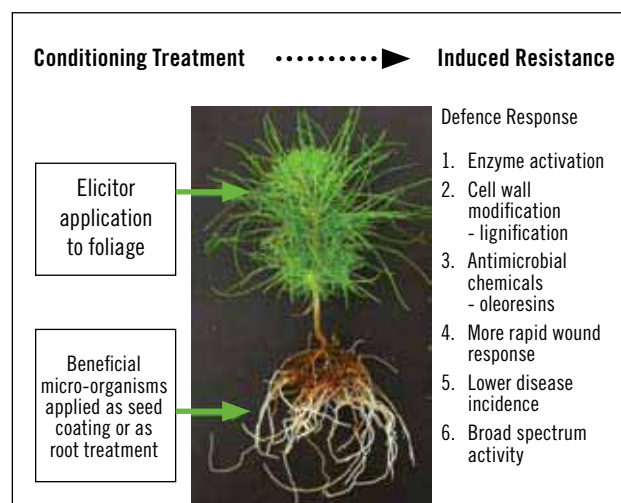 Conditioning Treatment
Induced Resistance
Elicitor
application
to foliage
Beneficial
micro-organisms
applied as seed
coating or as
root treatment
Defence Response
1. Enzyme activation
2. Cell wall
modification
- lignification
3. Antimicrobial
chemicals
- oleoresins
4. More rapid wound
response
5. Lower disease
incidence
6. Broad spectrum
activity